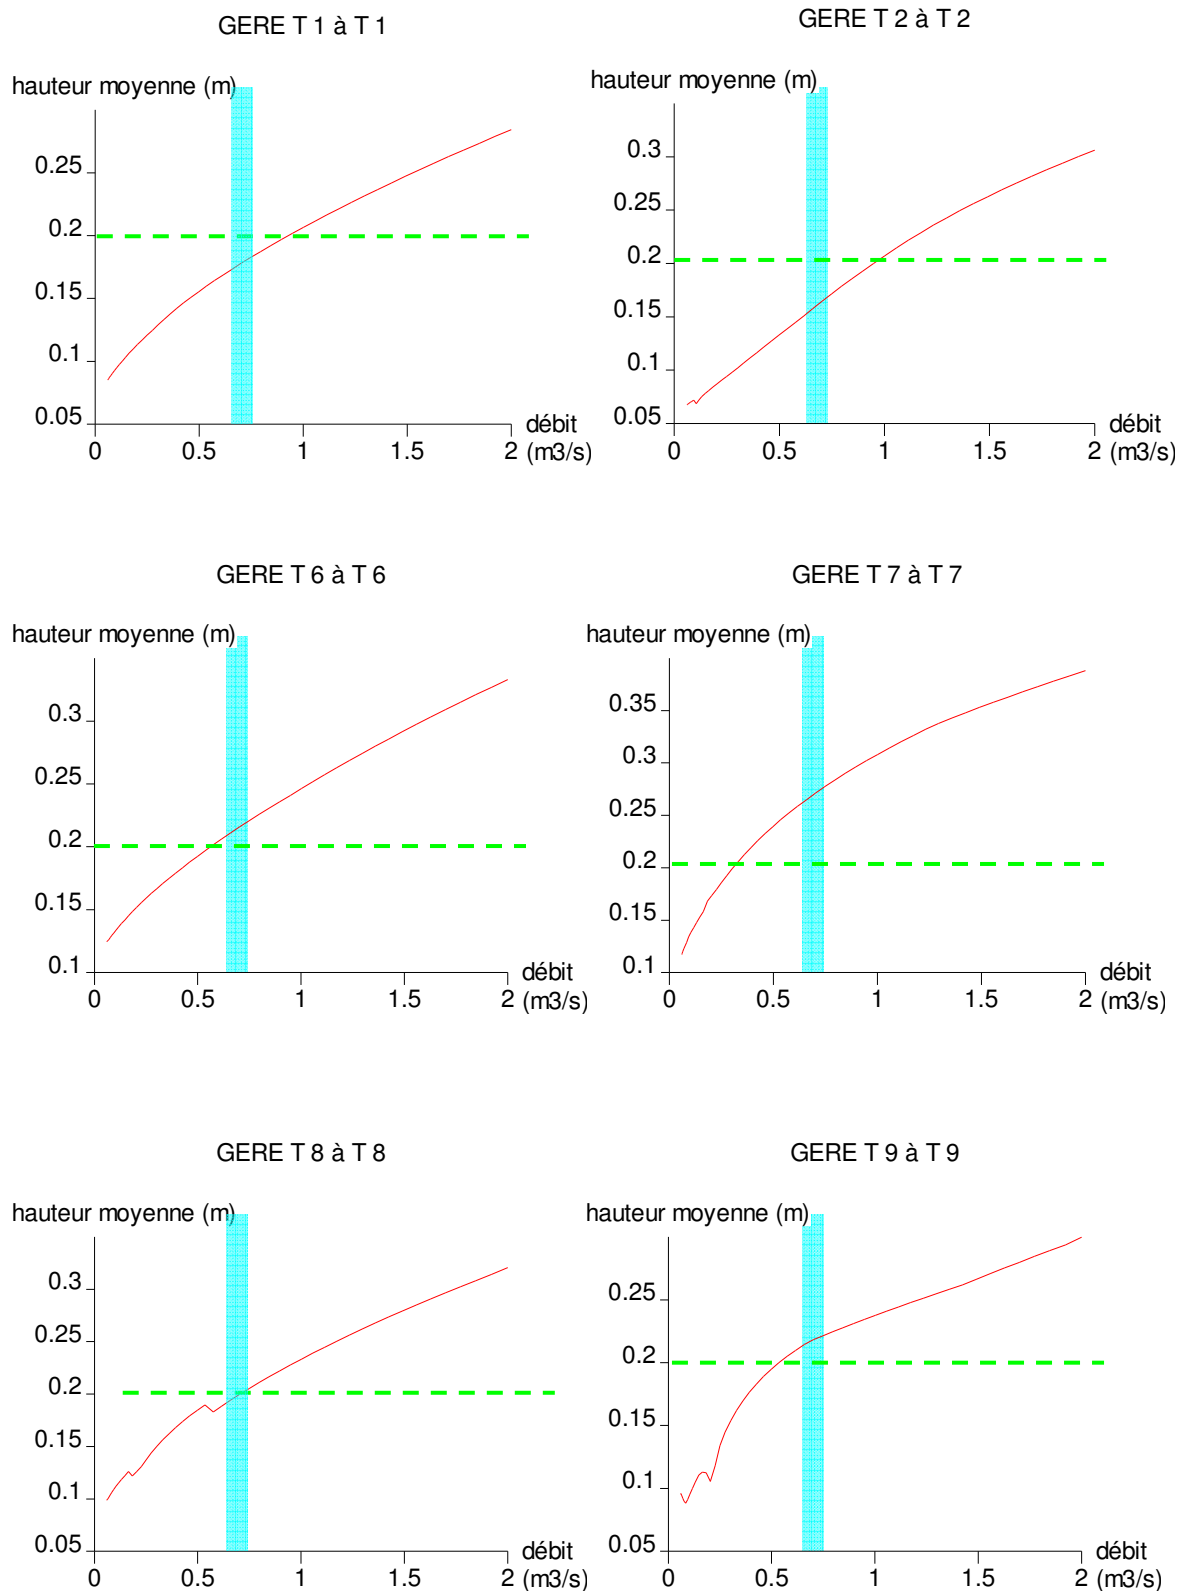 GERE T 1 à T 1
hauteur moyenne (m)
0.25
0.2
0.15
0.1
0.05
0 0.5 1 1.5 2
débit
(m3/s)
GERE T 2 à T 2
hauteur moyenne (m)
0.3
0.25
0.2
0.15
0.1
0.05
0 0.5 1 1.5 2
débit
(m3/s)
GERE T 6 à T 6
hauteur moyenne (m)
0.3
0.25
0.2
0.15
0.1
0 0.5 1 1.5 2
débit
(m3/s)
GERE T 7 à T 7
hauteur moyenne (m)
0.35
0.3
0.25
0.2
0.15
0.1
0 0.5 1 1.5 2
débit
(m3/s)
GERE T 8 à T 8
hauteur moyenne (m)
0.3
0.25
0.2
0.15
0.1
0.05
0 0.5 1 1.5 2
débit
(m3/s)
GERE T 9 à T 9
hauteur moyenne (m)
0.25
0.2
0.15
0.1
0.05
0 0.5 1 1.5 2
débit
(m3/s)